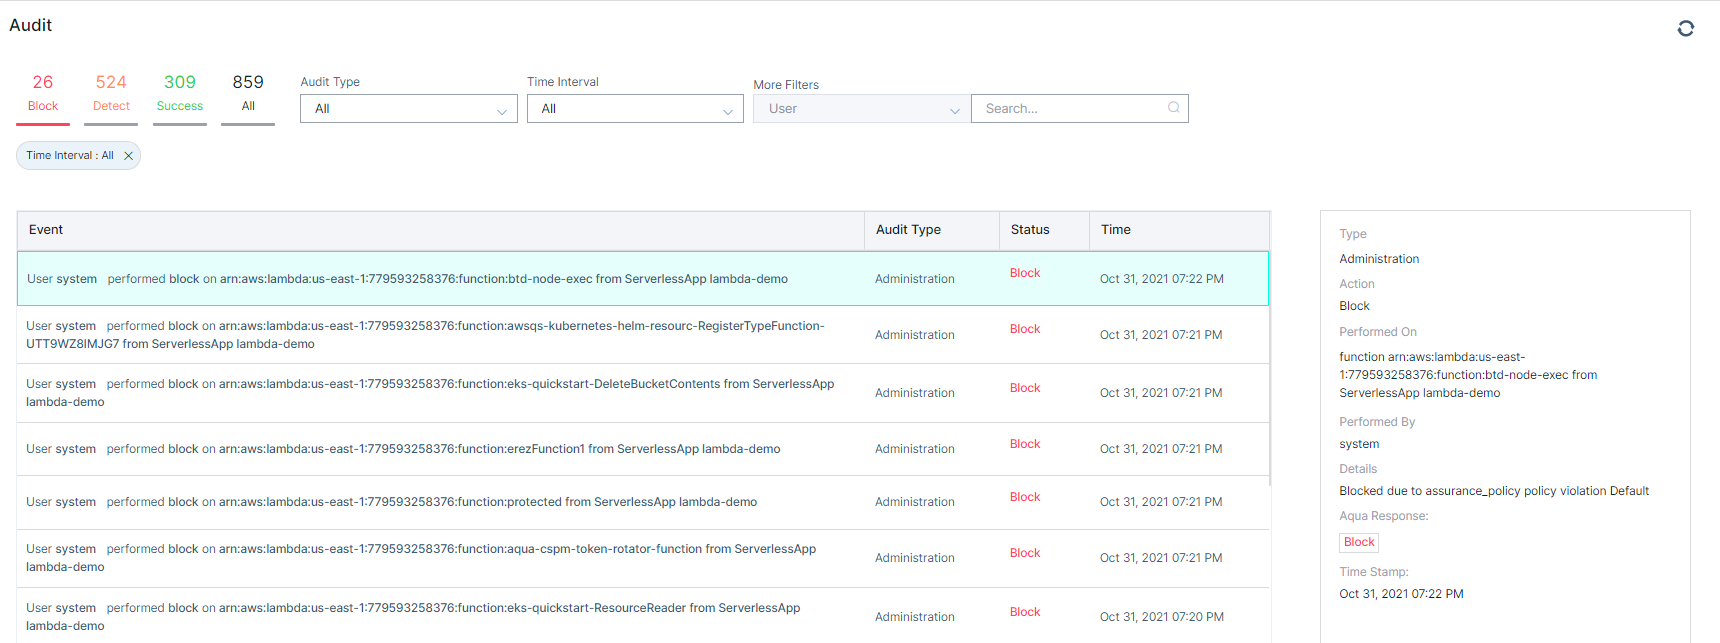 Audit
26 524 309 859
Block Detect Success All
Audit Type
All
Time Interval
All
More Filters
User
Search...
Time Interval : All
Event Audit Type Status Time
User system performed block on arn:aws:lambda:us-east-1:779593258376:function:btd-node-exec from ServerlessApp lambda-demo Administration Block Oct 31, 2021 07:22 PM
User system performed block on arn:aws:lambda:us-east-1:779593258376:function:awsqs-kubernetes-helm-resourc-RegisterTypeFunction-
UTT9WZ8IMJG7 from ServerlessApp lambda-demo
Administration Block Oct 31, 2021 07:21 PM
User system performed block on arn:aws:lambda:us-east-1:779593258376:function:eks-quickstart-DeleteBucketContents from ServerlessApp
lambda-demo
Administration Block Oct 31, 2021 07:21 PM
User system performed block on arn:aws:lambda:us-east-1:779593258376:function:erezFunction1 from ServerlessApp lambda-demo Administration Block Oct 31, 2021 07:21 PM
User system performed block on arn:aws:lambda:us-east-1:779593258376:function:protected from ServerlessApp lambda-demo Administration Block Oct 31, 2021 07:21 PM
User system performed block on arn:aws:lambda:us-east-1:779593258376:function:aqua-cspm-token-rotator-function from ServerlessApp
lambda-demo
Administration Block Oct 31, 2021 07:21 PM
User system performed block on arn:aws:lambda:us-east-1:779593258376:function:eks-quickstart-ResourceReader from ServerlessApp
lambda-demo
Administration Block Oct 31, 2021 07:20 PM
Type
Administration
Action
Block
Performed On
function arn:aws:lambda:us-east-
1:779593258376:function:btd-node-exec from
ServerlessApp lambda-demo
Performed By
system
Details
Blocked due to assurance_policy policy violation Default
Aqua Response:
Block
Time Stamp:
Oct 31, 2021 07:22 PM